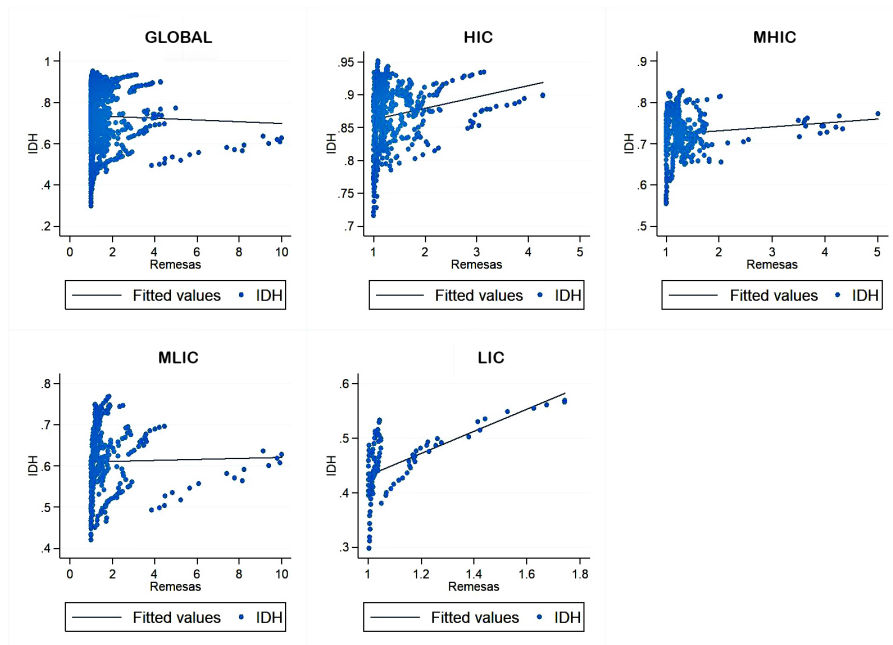 GLOBAL
IDH
1
.8
.6
.4
.2
0 2 4 6 8 10
Remesas
Fitted values IDH
HIC
IDH
.95
.9
.85
.8
.75
.7
1 2 3 4 5
Remesas
Fitted values IDH
MHIC
IDH
.9
.8
.7
.6
.5
1 2 3 4 5
Remesas
Fitted values IDH
MLIC
IDH
.8
.7
.6
.5
.4
0 2 4 6 8 10
Remesas
Fitted values IDH
LIC
IDH
.6
.5
.4
.3
1 1.2 1.4 1.6 1.8
Remesas
Fitted values IDH